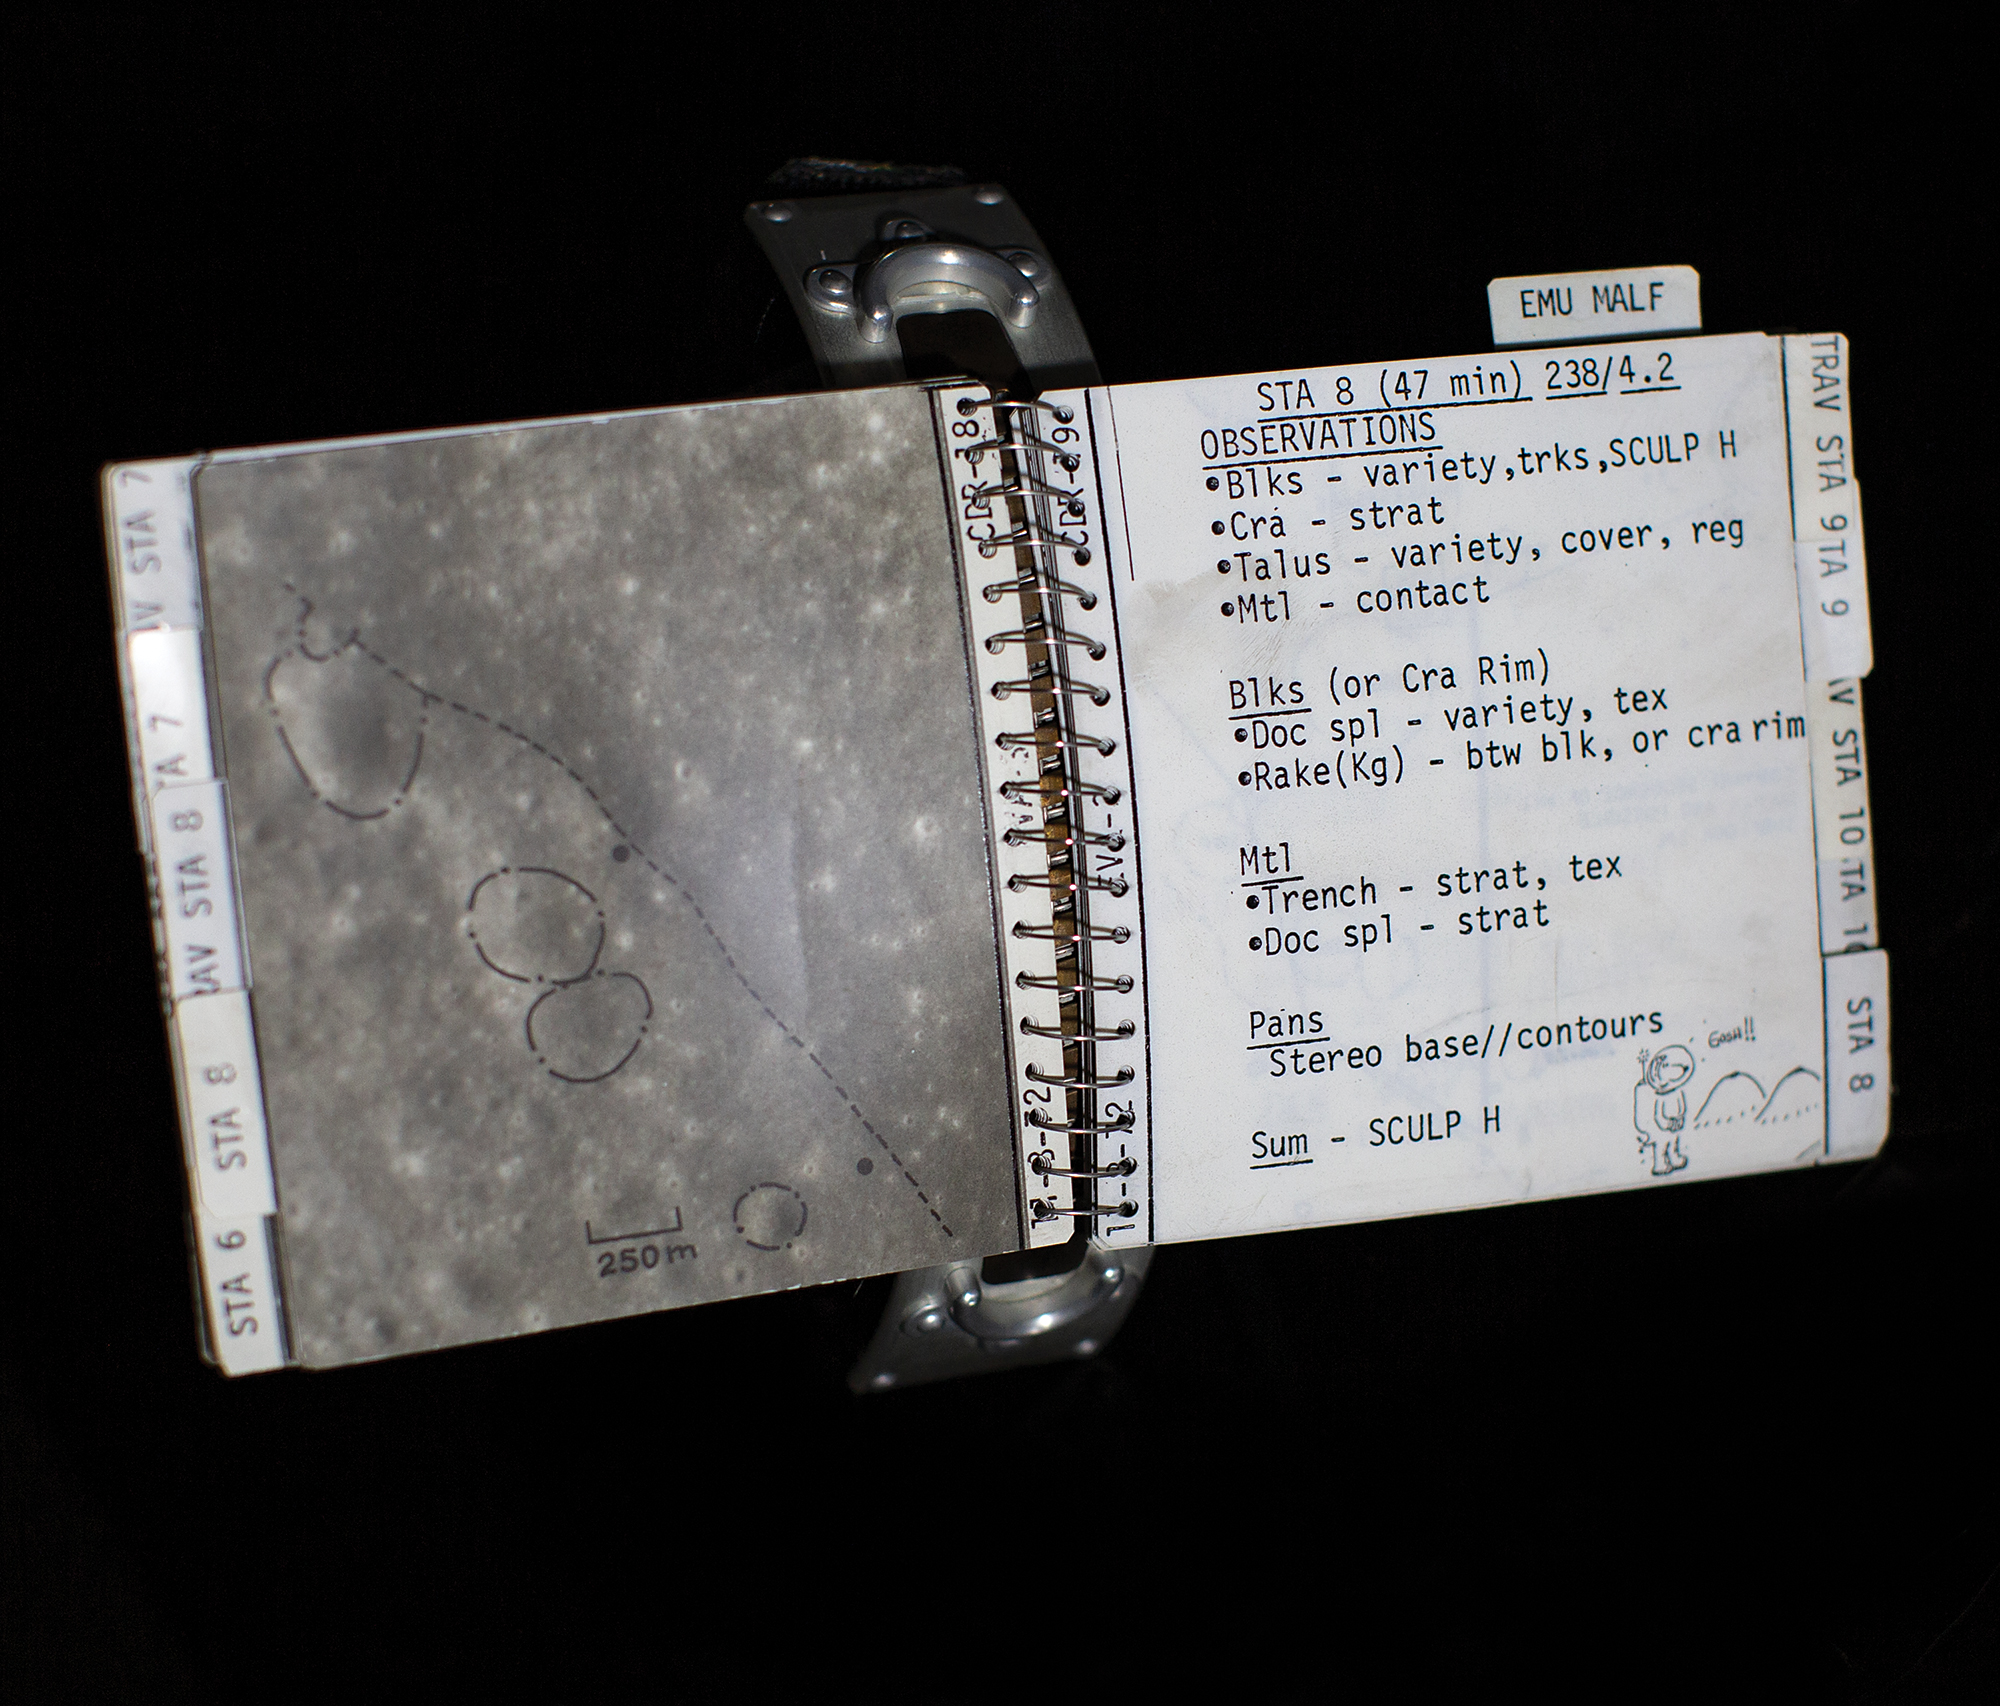 EMU MALF
STA 7
STA 8
STA 8
STA 6
250 m
CDR-18
STA 8 (47 min) 238/4.2
OBSERVATIONS
•Blks - variety,trks,SCULP H
•Cra - strat
•Talus - variety, cover, reg
•Mtl - contact
Blks (or Cra Rim)
•Doc spl - variety, tex
•Rake(Kg) - btw blk, or cra rim
Mtl
•Trench - strat, tex
•Doc spl - strat
Pans
Stereo base//contours
GOSH!!
Sum - SCULP H
TRAV STA 9
TA 9
STA 10
STA 8